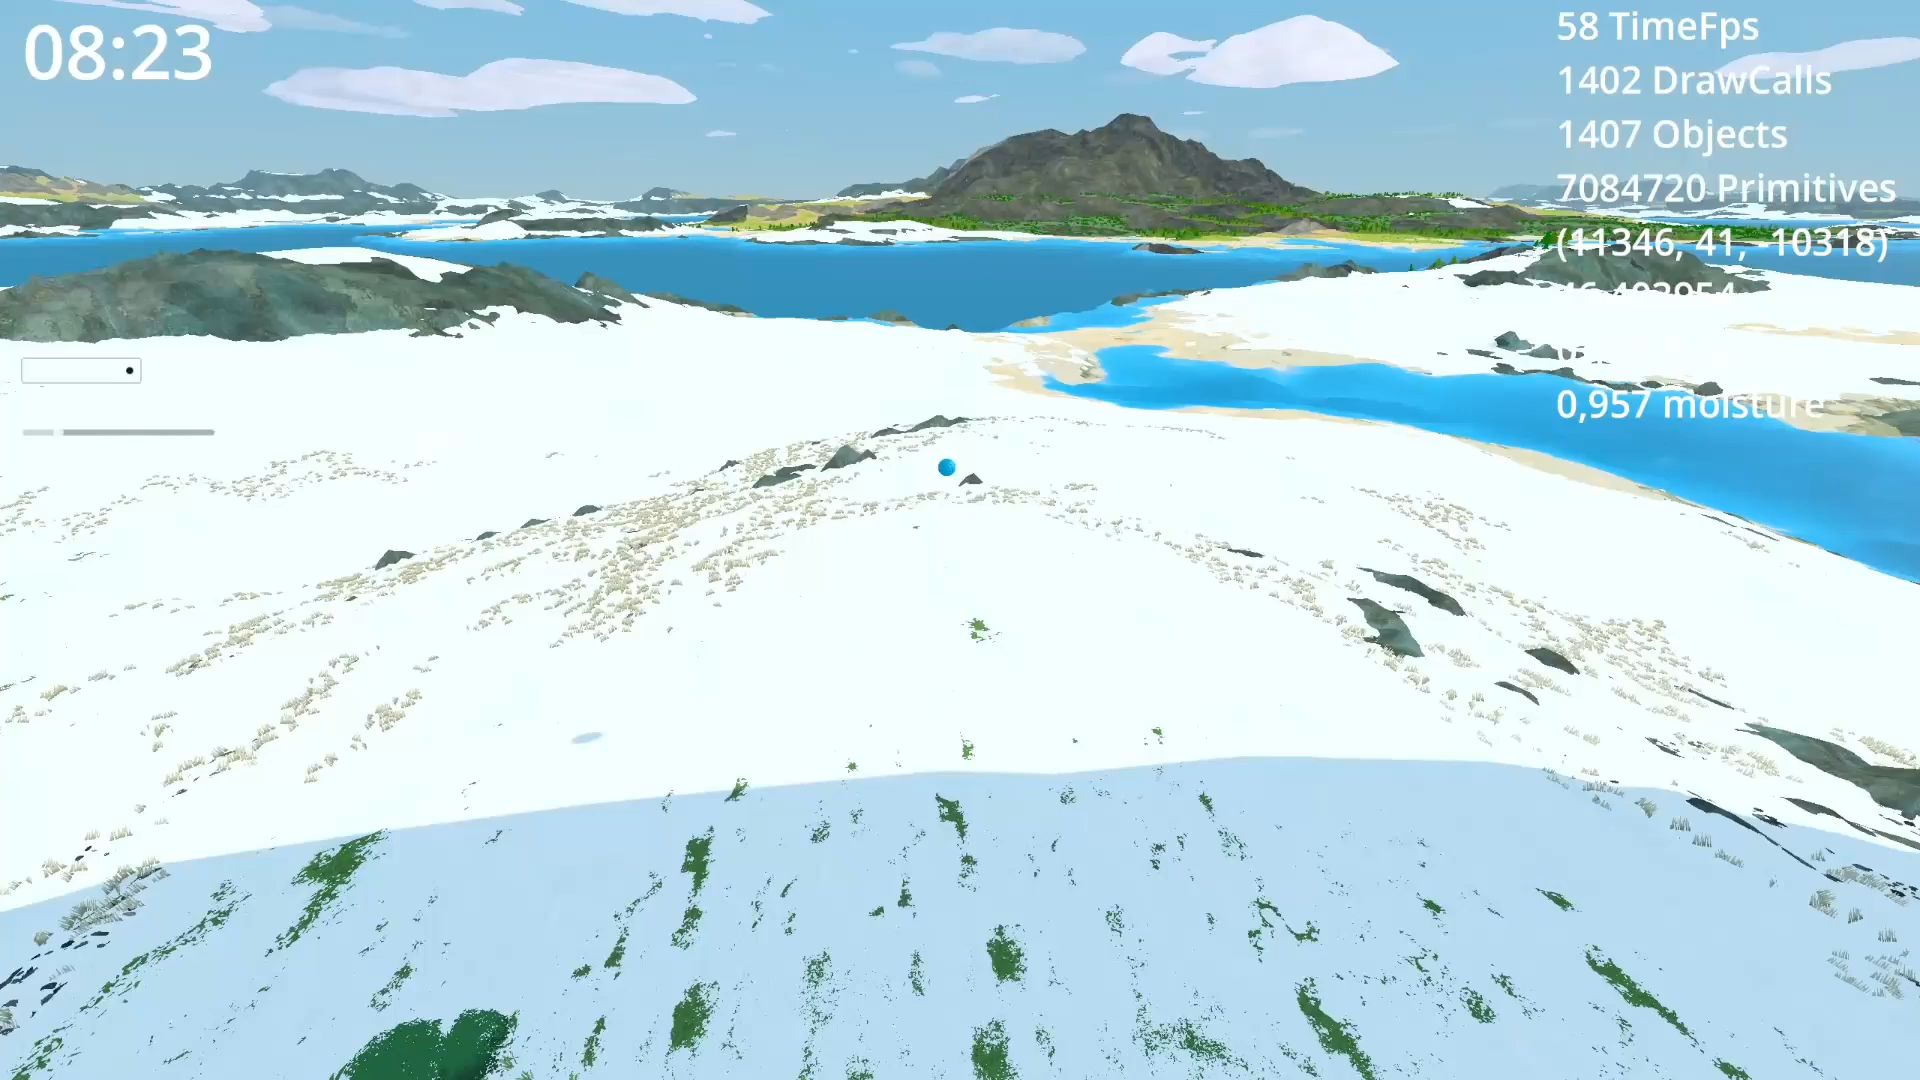 08:23
58 TimeFps
1402 DrawCalls
1407 Objects
7084720 Primitives
(11346, 41, -10318)
0,957 moisture